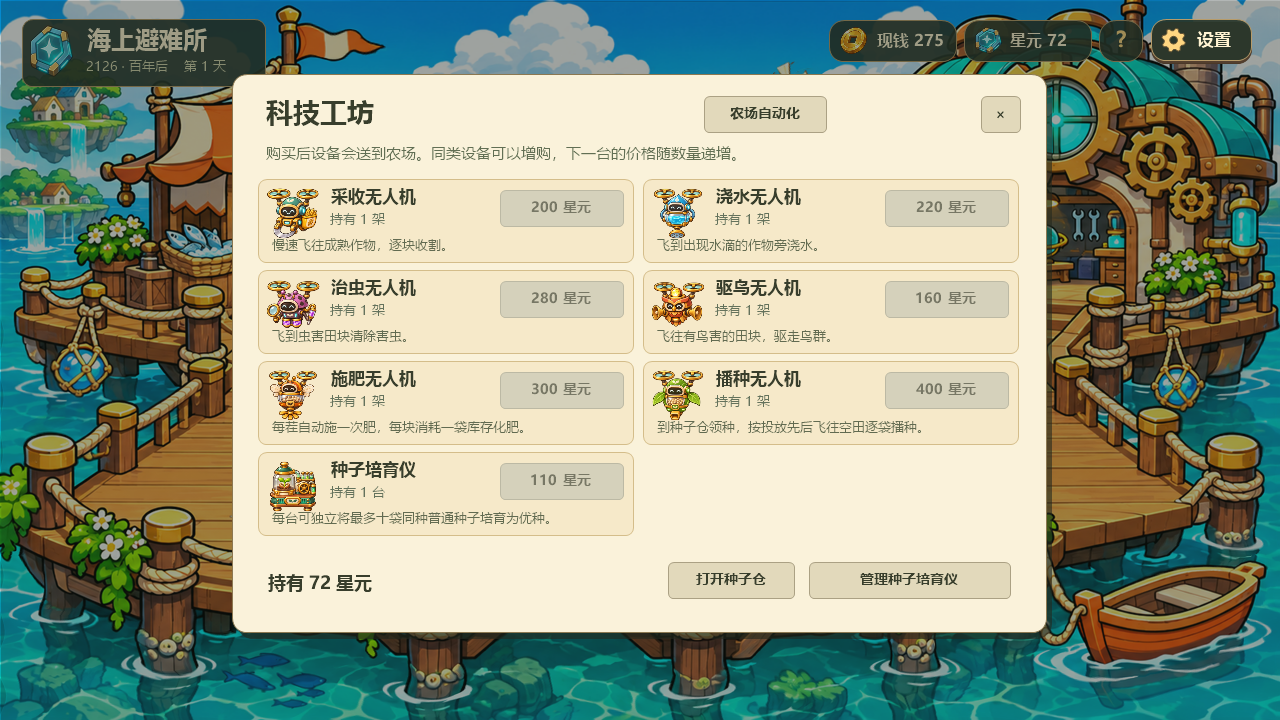 海上避难所
2126 · 百年后 第 1 天
现钱 275
星元 72
?
设置
科技工坊
农场自动化
×
购买后设备会送到农场。同类设备可以增购，下一台的价格随数量递增。
采收无人机
持有 1 架
200 星元
慢速飞往成熟作物，逐块收割。
浇水无人机
持有 1 架
220 星元
飞到出现水滴的作物旁浇水。
治虫无人机
持有 1 架
280 星元
飞到虫害田块清除害虫。
驱鸟无人机
持有 1 架
160 星元
飞往有鸟害的田块，驱走鸟群。
施肥无人机
持有 1 架
300 星元
每茬自动施一次肥，每块消耗一袋库存化肥。
播种无人机
持有 1 架
400 星元
到种子仓领种，按投放先后飞往空田逐袋播种。
种子培育仪
持有 1 台
110 星元
每台可独立将最多十袋同种普通种子培育为优种。
持有 72 星元
打开种子仓
管理种子培育仪